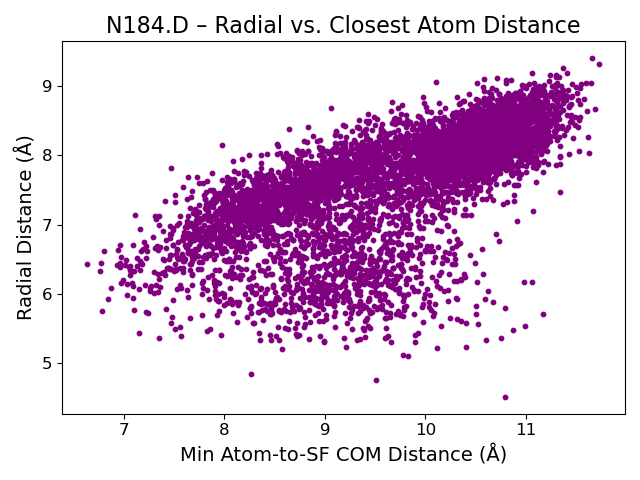 N184.D – Radial vs. Closest Atom Distance
9
8
7
6
5
Radial Distance (Å)
7 8 9 10 11
Min Atom-to-SF COM Distance (Å)